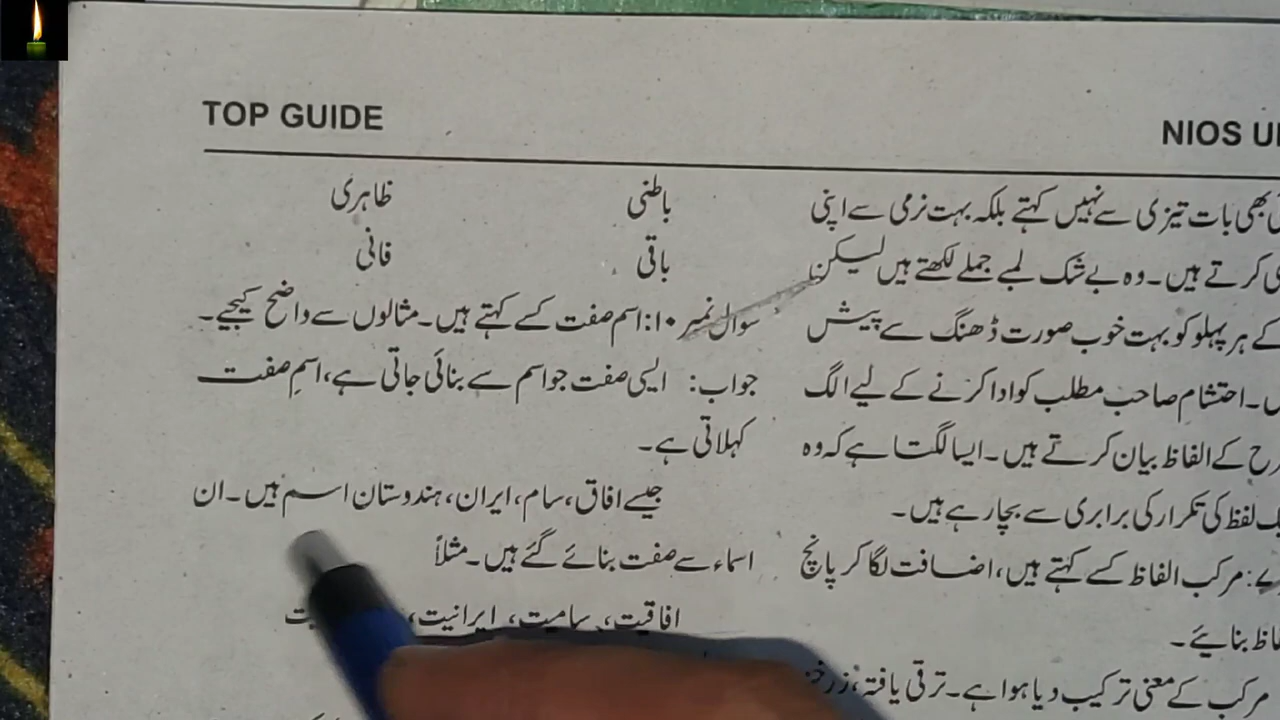 TOP GUIDE
NIOS
بھی بات تیزی سے نہیں کہتے بلکہ بہت نرمی سے اپنی
کرتے ہیں۔ وہ بے شک لمبے جملے لکھتے ہیں لیکن
کے ہر پہلو کو بہت خوب صورت ڈھنگ سے پیش
۔ احتشام صاحب مطلب کو ادا کرنے کے لیے الگ
کے الفاظ بیان کرتے ہیں۔ ایسا لگتا ہے کہ وہ
لفظ کی تکرار کی برابری سے بچا رہے ہیں۔
: مرکب الفاظ کسے کہتے ہیں، اضافت لگا کر پانچ
بنائیے۔
مرکب کے معنی ترکیب دیا ہوا ہے۔ ترقی یافتہ،
باطنی ظاہری
باقی فانی
سوال نمبر ۱۰: اسم صفت کسے کہتے ہیں۔ مثالوں سے واضح کیجیے۔
جواب: ایسی صفت جو اسم سے بنائی جاتی ہے، اسمِ صفت
کہلاتی ہے۔
جیسے افاق، سام، ایران، ہندوستان اسم ہیں۔ ان
اسماء سے صفت بنائے گئے ہیں۔ مثلاً
افاقیت، سامیت، ایرانیت،